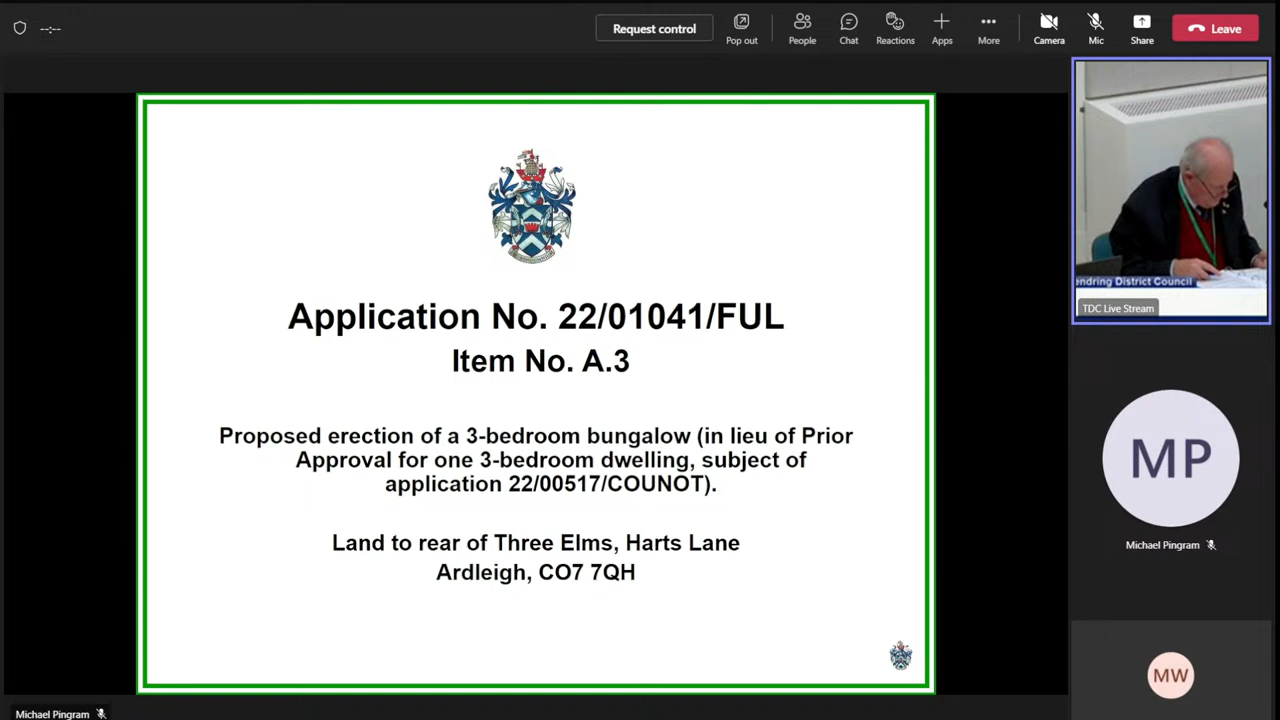 --:--
Request control
Pop out
People
Chat
Reactions
Apps
More
Camera
Mic
Share
Leave
Application No. 22/01041/FUL
Item No. A.3
Proposed erection of a 3-bedroom bungalow (in lieu of Prior
Approval for one 3-bedroom dwelling, subject of
application 22/00517/COUNOT).
Land to rear of Three Elms, Harts Lane
Ardleigh, CO7 7QH
endring District Council
TDC Live Stream
MP
Michael Pingram
MW
Michael Pingram